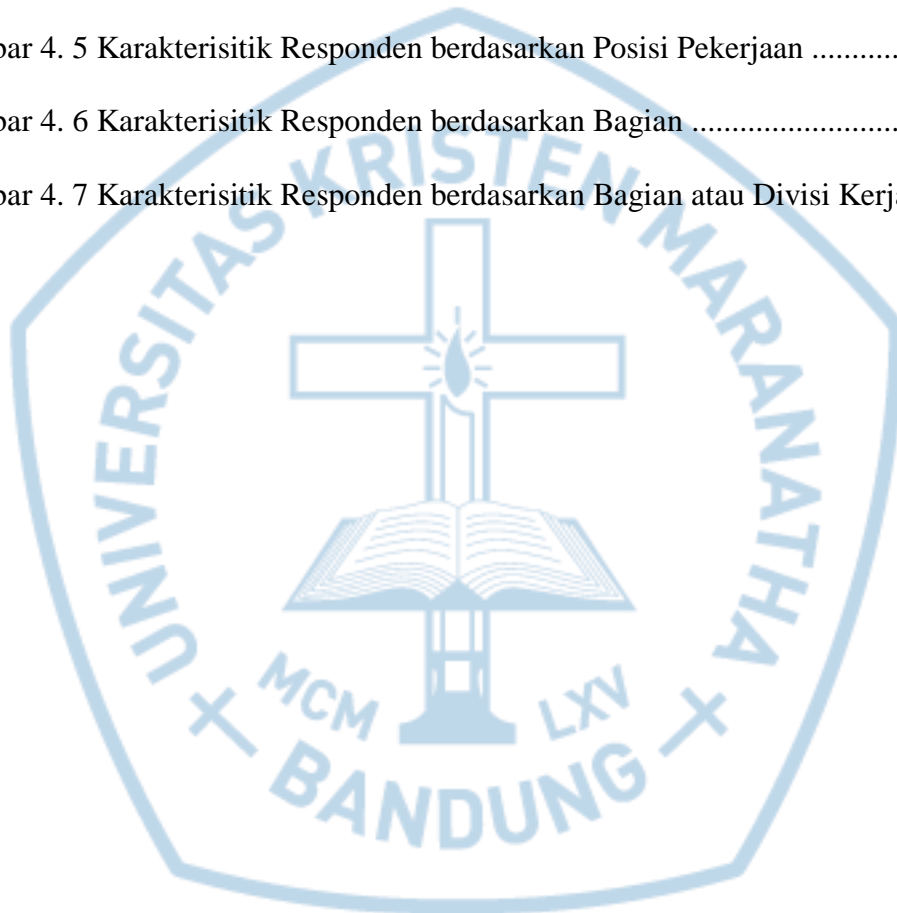 bar 4. 5 Karakterisitik Responden berdasarkan Posisi Pekerjaan ...........
bar 4. 6 Karakterisitik Responden berdasarkan Bagian ..........................
bar 4. 7 Karakterisitik Responden berdasarkan Bagian atau Divisi Kerja
UNIVERSITAS KRISTEN MARANATHA
MCM LXV
BANDUNG